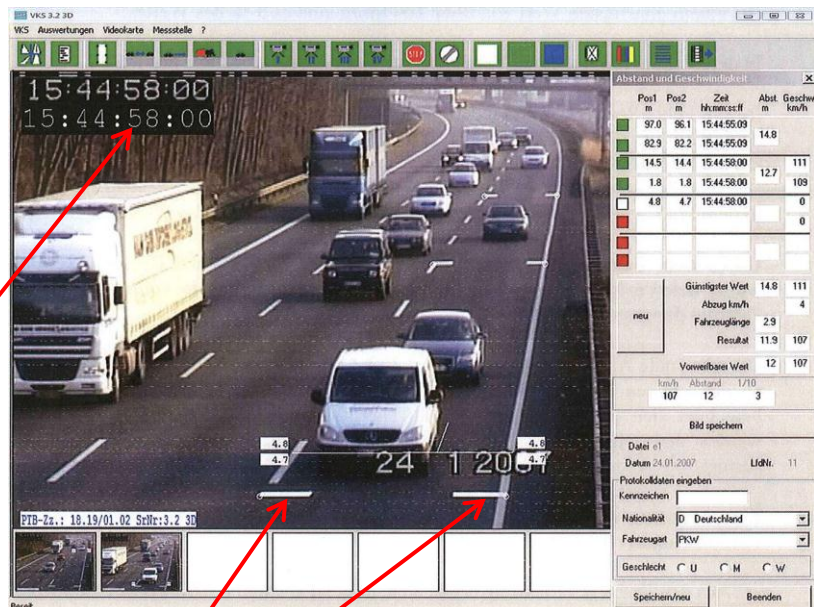 VKS 3.2 3D
VKS Auswertungen Videokarte Messstelle ?
STOP
15:44:58:00
15:44:58:00
4.8 4.8
4.7 4.7
24 1 2007
PTB-Zz.: 18.19/01.02 SrNr:3.2 3D
Bereit
Abstand und Geschwindigkeit
Pos1 Pos2 Zeit Abst. Geschw
m m hh:mm:ss:ff m km/h
97.0 96.1 15:44:55:09
14.8
82.9 82.2 15:44:55:09
14.5 14.4 15:44:58:00 111
12.7
1.8 1.8 15:44:58:00 109
4.8 4.7 15:44:58:00 0
0
neu
Günstigster Wert 14.8 111
Abzug km/h 4
Fahrzeuglänge 2.9
Resultat 11.9 107
Vorwerfbarer Wert 12 107
km/h Abstand 1/10
107 12 3
Bild speichern
Datei e1
Datum 24.01.2007 LfdNr. 11
Protokolldaten eingeben
Kennzeichen
Nationalität D Deutschland
Fahrzeugart PKW
Geschlecht U M W
Speichern/neu Beenden